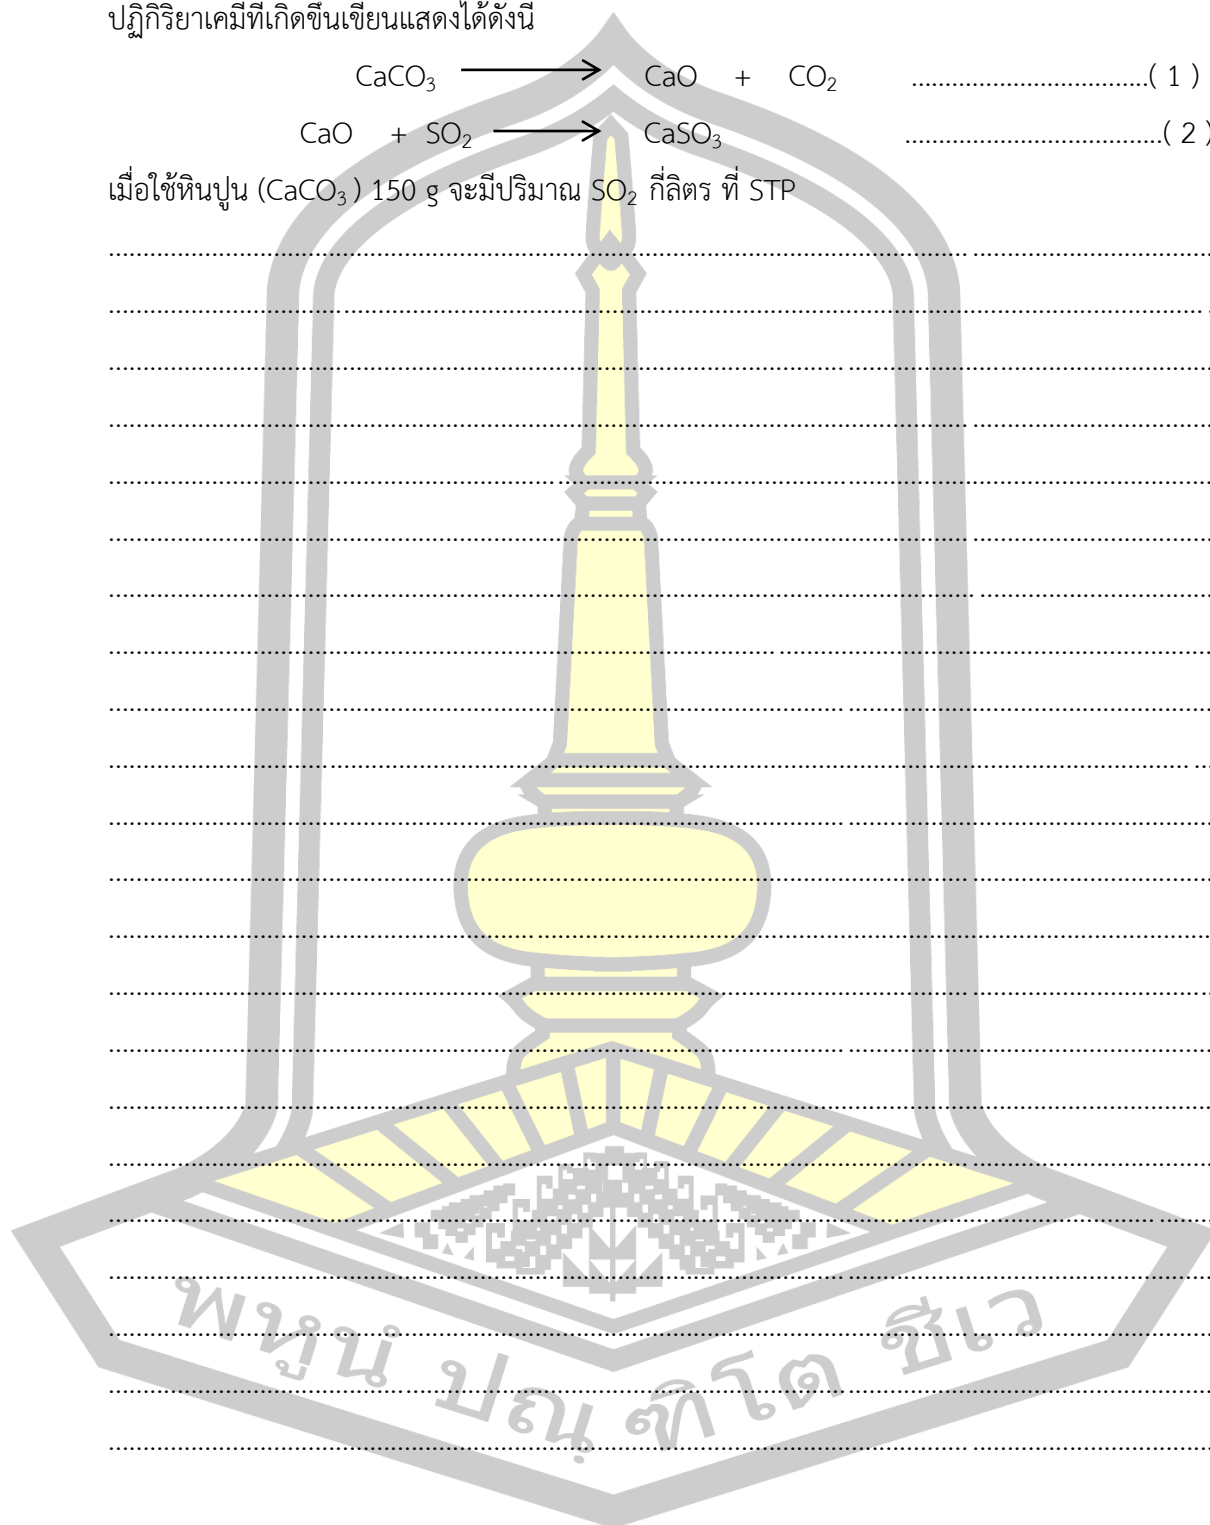 ปฏิกิริยาเคมีที่เกิดขึ้นเขียนแสดงได้ดังนี้
CaCO₃ ⟶ CaO + CO₂ ....................................( 1 )
CaO + SO₂ ⟶ CaSO₃ .......................................( 2 )
เมื่อใช้หินปูน (CaCO₃ ) 150 g จะมีปริมาณ SO₂ กี่ลิตร ที่ STP
พหูนํ ปณฺ ฑิโต ชีเว